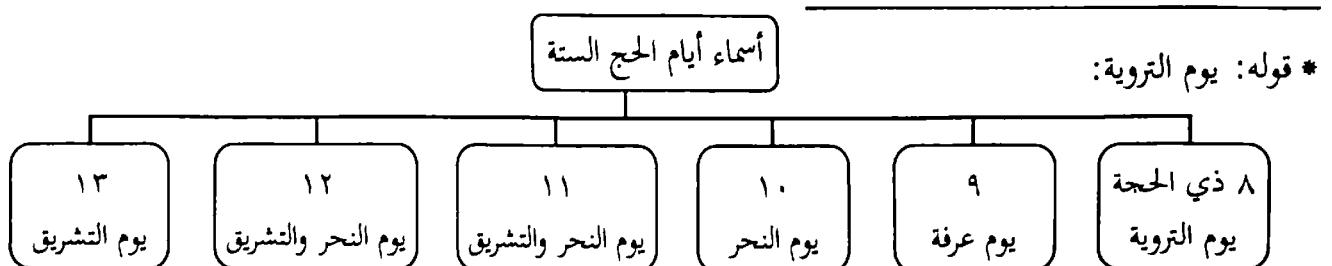 * قوله: يوم التروية:
أسماء أيام الحج الستة
٨ ذي الحجة
يوم التروية
٩
يوم عرفة
١٠
يوم النحر
١١
يوم النحر والتشريق
١٢
يوم النحر والتشريق
١٣
يوم التشريق